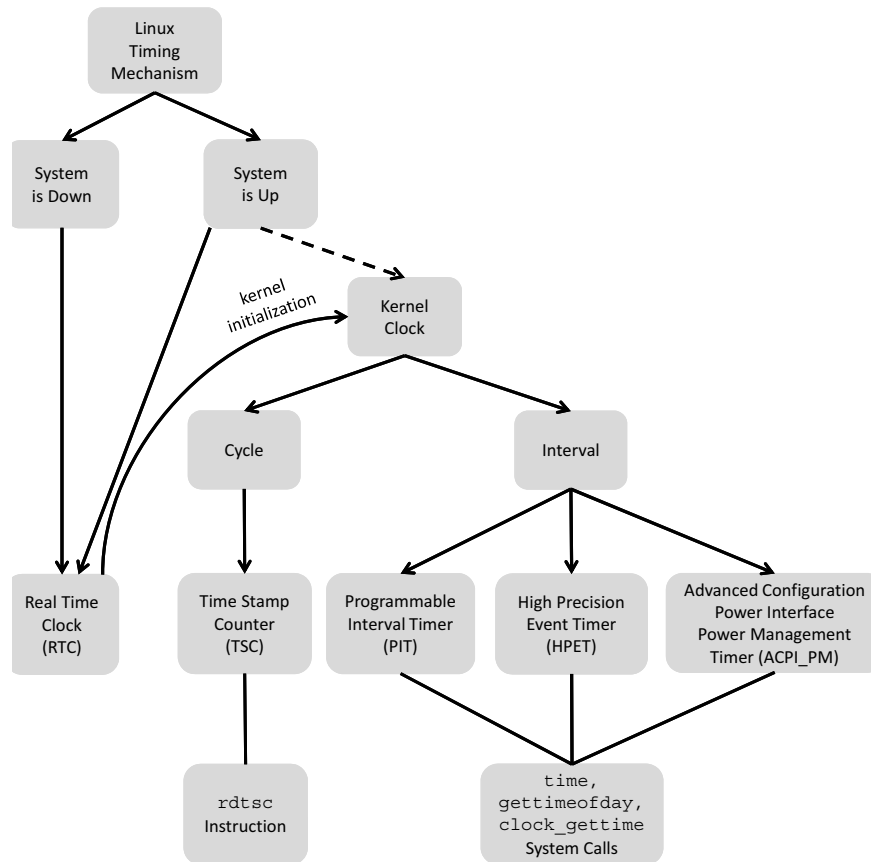 Linux
Timing
Mechanism
System
is Down
System
is Up
kernel
initialization
Kernel
Clock
Cycle
Interval
Real Time
Clock
(RTC)
Time Stamp
Counter
(TSC)
Programmable
Interval Timer
(PIT)
High Precision
Event Timer
(HPET)
Advanced Configuration
Power Interface
Power Management
Timer (ACPI_PM)
rdtsc
Instruction
time,
gettimeofday,
clock_gettime
System Calls